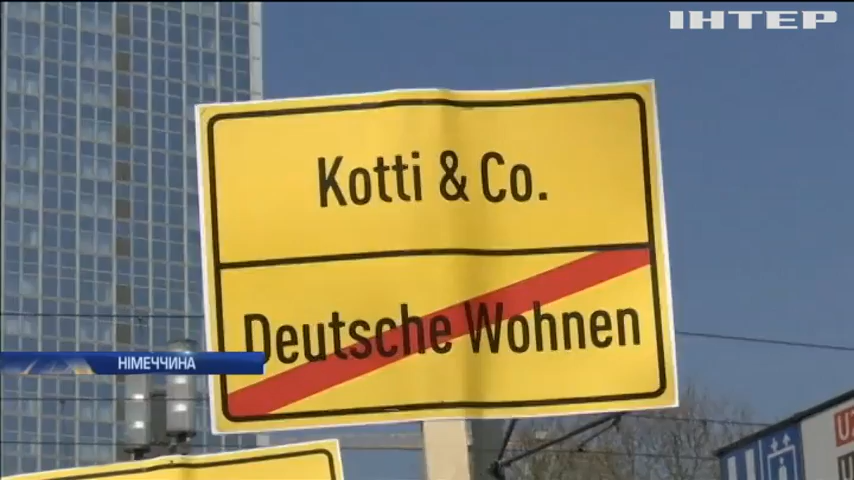 ІНТЕР
Kotti & Co.
Deutsche Wohnen
НІМЕЧЧИНА
U